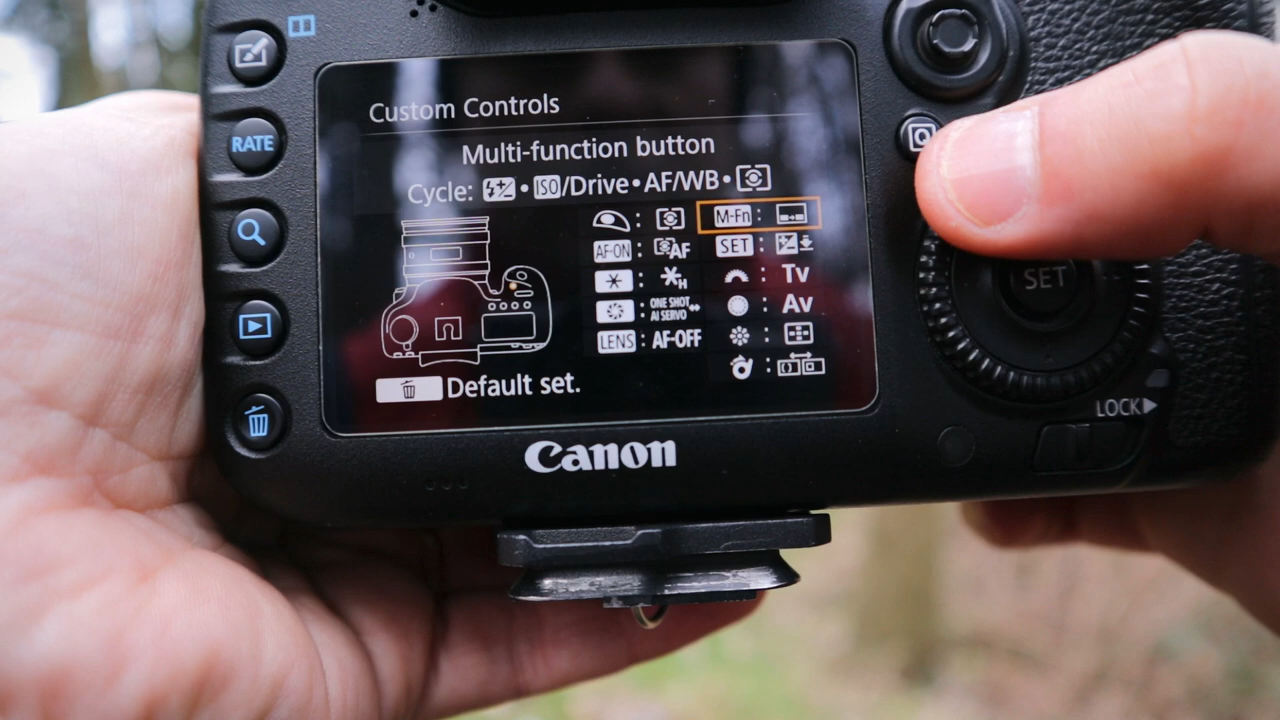 RATE
Custom Controls
Multi-function button
Cycle: • ISO/Drive • AF/WB •
M-Fn :
AF-ON : AF
SET :
* : *H
: Tv
: ONE SHOT AI SERVO
: Av
LENS : AF-OFF
Default set.
Canon
SET
LOCK